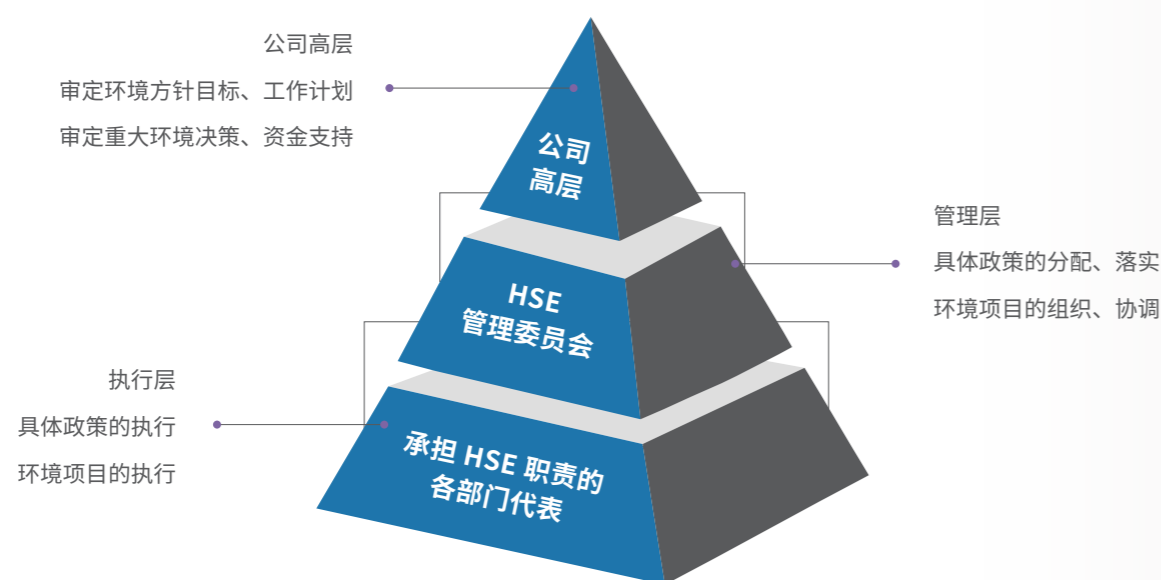 公司高层
审定环境方针目标、工作计划
审定重大环境决策、资金支持
公司
高层
管理层
具体政策的分配、落实
环境项目的组织、协调
HSE
管理委员会
执行层
具体政策的执行
环境项目的执行
承担 HSE 职责的
各部门代表